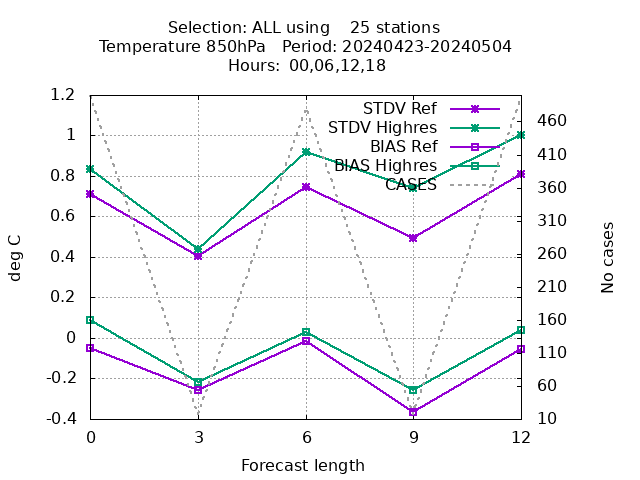 Selection: ALL using    25 stations
Temperature 850hPa   Period: 20240423-20240504
Hours: 00,06,12,18
STDV Ref
STDV Highres
BIAS Ref
BIAS Highres
CASES
deg C
1.2
1
0.8
0.6
0.4
0.2
0
-0.2
-0.4
No cases
460
410
360
310
260
210
160
110
60
10
0 3 6 9 12
Forecast length